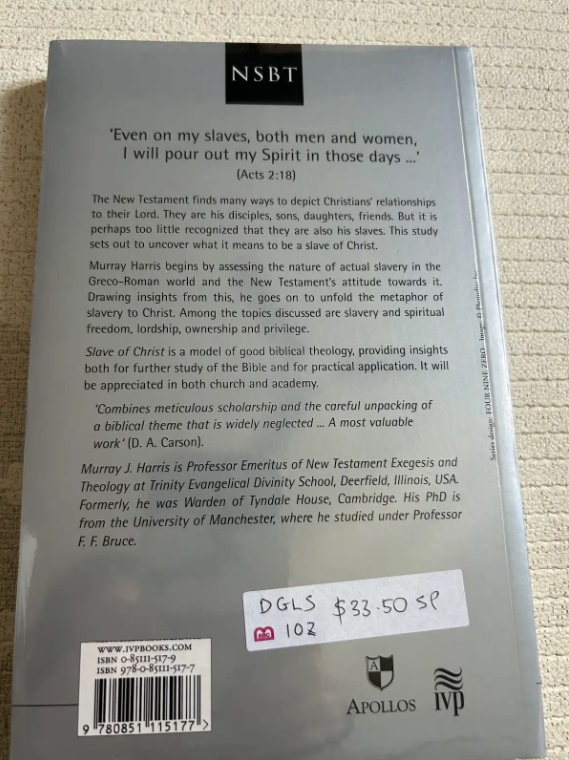 NSBT
'Even on my slaves, both men and women,
I will pour out my Spirit in those days ...'
(Acts 2:18)
The New Testament finds many ways to depict Christians' relationships
to their Lord. They are his disciples, sons, daughters, friends. But it is
perhaps too little recognized that they are also his slaves. This study
sets out to uncover what it means to be a slave of Christ.
Murray Harris begins by assessing the nature of actual slavery in the
Greco-Roman world and the New Testament's attitude towards it.
Drawing insights from this, he goes on to unfold the metaphor of
slavery to Christ. Among the topics discussed are slavery and spiritual
freedom, lordship, ownership and privilege.
Slave of Christ is a model of good biblical theology, providing insights
both for further study of the Bible and for practical application. It will
be appreciated in both church and academy.
'Combines meticulous scholarship and the careful unpacking of
a biblical theme that is widely neglected ... A most valuable
work' (D. A. Carson).
Murray J. Harris is Professor Emeritus of New Testament Exegesis and
Theology at Trinity Evangelical Divinity School, Deerfield, Illinois, USA.
Formerly, he was Warden of Tyndale House, Cambridge. His PhD is
from the University of Manchester, where he studied under Professor
F. F. Bruce.
Series design: FOUR NINE ZERO Image: ©
DGLS $33.50 SP
102
WWW.IVPBOOKS.COM
ISBN 0-85111-517-9
ISBN 978-0-85111-517-7
9 780851 115177 >
A
APOLLOS
ivp